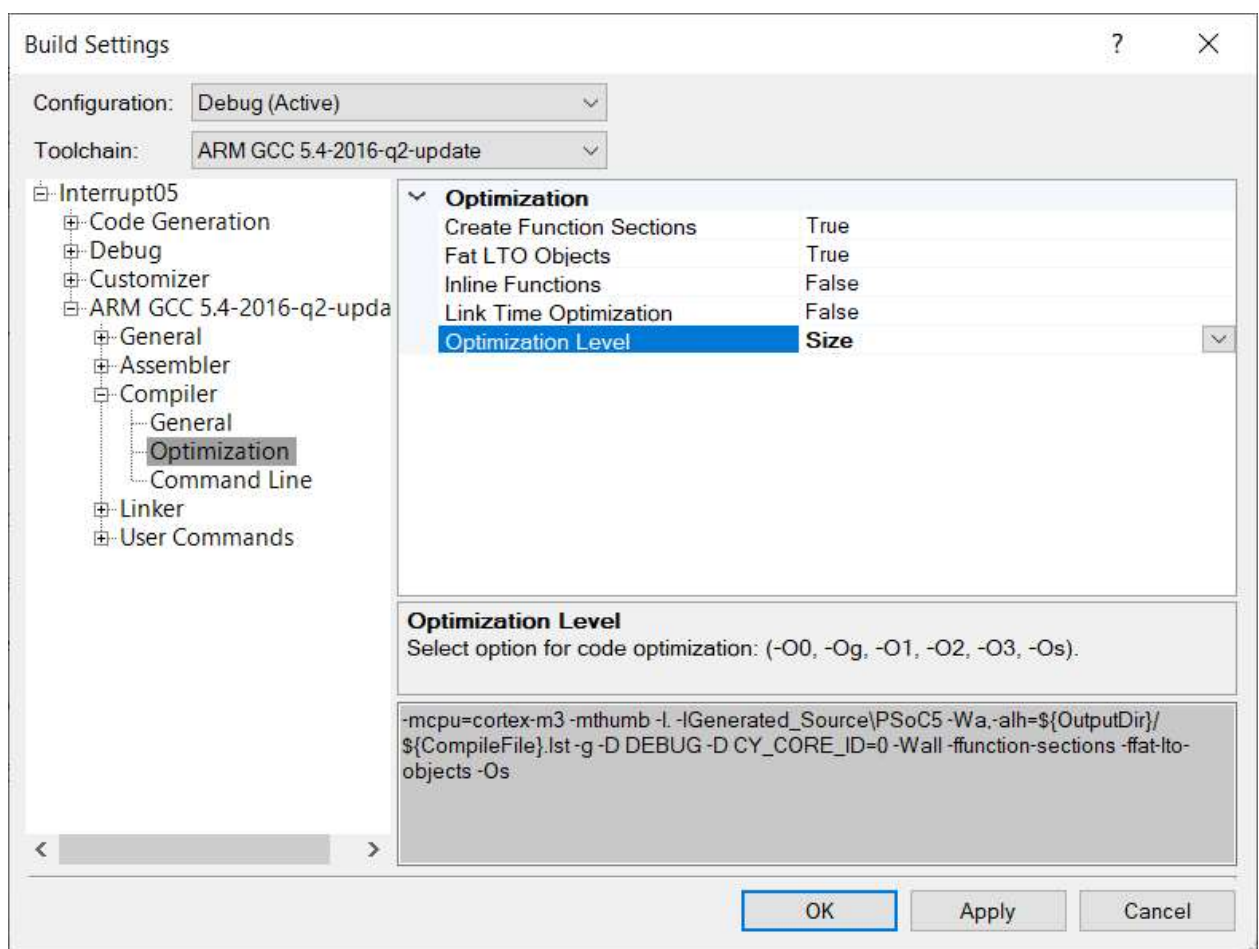 Build Settings ? X
Configuration: Debug (Active)
Toolchain: ARM GCC 5.4-2016-q2-update
Interrupt05
Code Generation
Debug
Customizer
ARM GCC 5.4-2016-q2-upda
General
Assembler
Compiler
General
Optimization
Command Line
Linker
User Commands
Optimization
Create Function Sections True
Fat LTO Objects True
Inline Functions False
Link Time Optimization False
Optimization Level Size
Optimization Level
Select option for code optimization: (-O0, -Og, -O1, -O2, -O3, -Os).
-mcpu=cortex-m3 -mthumb -I. -IGenerated_Source\PSoC5 -Wa,-alh=${OutputDir}/
${CompileFile}.lst -g -D DEBUG -D CY_CORE_ID=0 -Wall -ffunction-sections -ffat-lto-
objects -Os
OK Apply Cancel